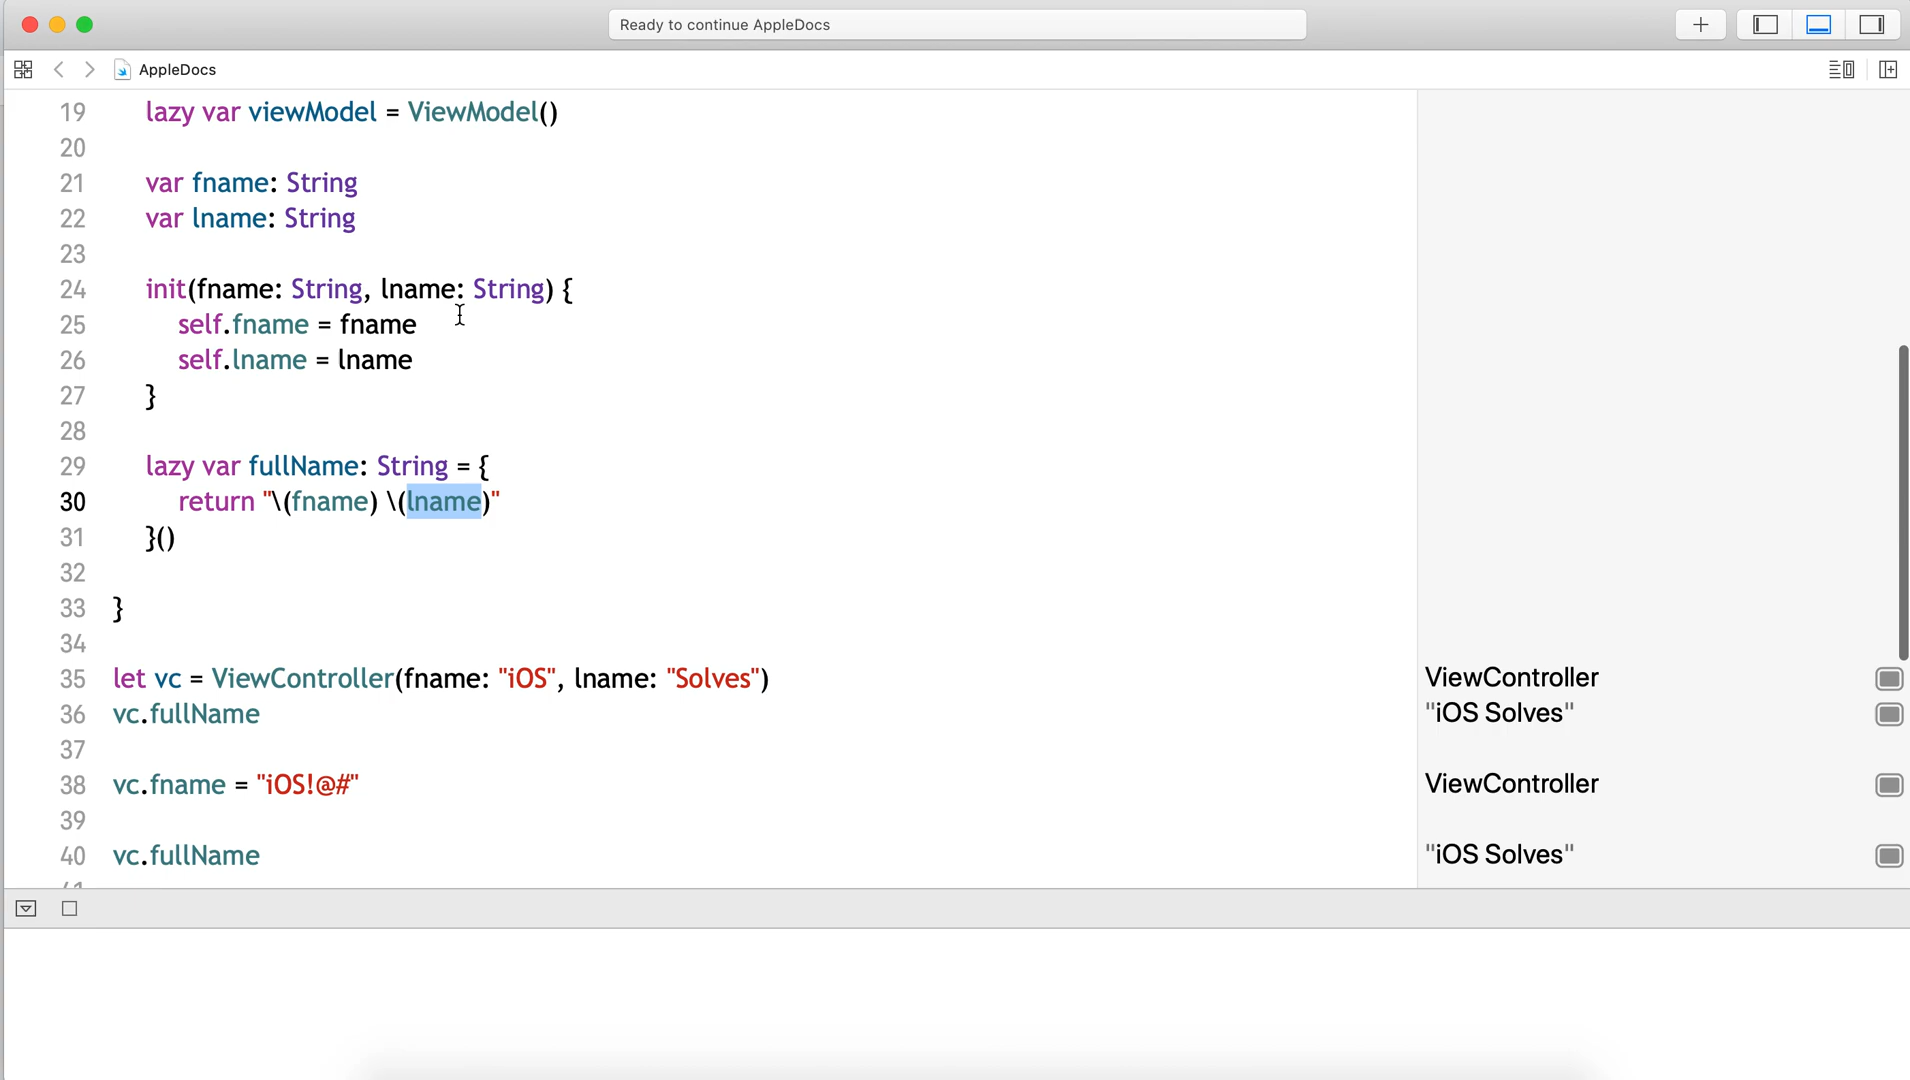 Ready to continue AppleDocs
AppleDocs
19 lazy var viewModel = ViewModel()
20
21 var fname: String
22 var lname: String
23
24 init(fname: String, lname: String) {
25 self.fname = fname
26 self.lname = lname
27 }
28
29 lazy var fullName: String = {
30 return "\(fname) \(lname)"
31 }()
32
33 }
34
35 let vc = ViewController(fname: "iOS", lname: "Solves") ViewController
36 vc.fullName "iOS Solves"
37
38 vc.fname = "iOS!@#" ViewController
39
40 vc.fullName "iOS Solves"